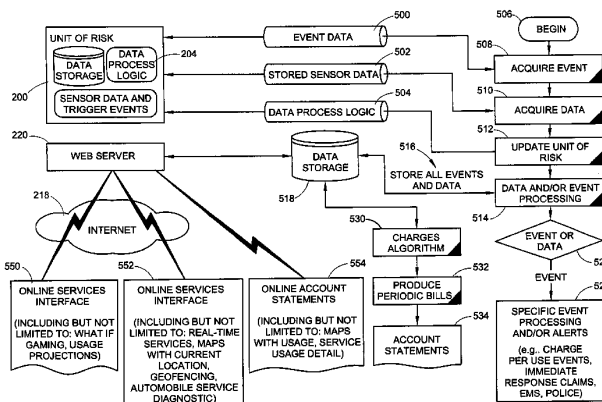 UNIT OF RISK
DATA
STORAGE
DATA
PROCESS
LOGIC
204
SENSOR DATA AND
TRIGGER EVENTS
200
500
EVENT DATA
502
STORED SENSOR DATA
504
DATA PROCESS LOGIC
506
BEGIN
508
ACQUIRE EVENT
510
ACQUIRE DATA
512
UPDATE UNIT OF
RISK
516
STORE ALL EVENTS
AND DATA
DATA AND/OR EVENT
PROCESSING
514
220
WEB SERVER
DATA
STORAGE
518
218
INTERNET
EVENT OR
DATA
EVENT
530
CHARGES
ALGORITHM
532
PRODUCE
PERIODIC BILLS
534
ACCOUNT
STATEMENTS
550
ONLINE SERVICES
INTERFACE
(INCLUDING BUT NOT
LIMITED TO: WHAT IF
GAMING, USAGE
PROJECTIONS)
552
ONLINE SERVICES
INTERFACE
(INCLUDING BUT NOT
LIMITED TO: REAL-TIME
SERVICES, MAPS
WITH CURRENT
LOCATION,
GEOFENCING,
AUTOMOBILE SERVICE
DIAGNOSTIC)
554
ONLINE ACCOUNT
STATEMENTS
(INCLUDING BUT NOT
LIMITED TO: MAPS
WITH USAGE, SERVICE
USAGE DETAIL)
SPECIFIC EVENT
PROCESSING
AND/OR ALERTS
(e.g.. CHARGE
PER USE EVENTS,
IMMEDIATE
RESPONSE CLAIMS,
EMS, POLICE)